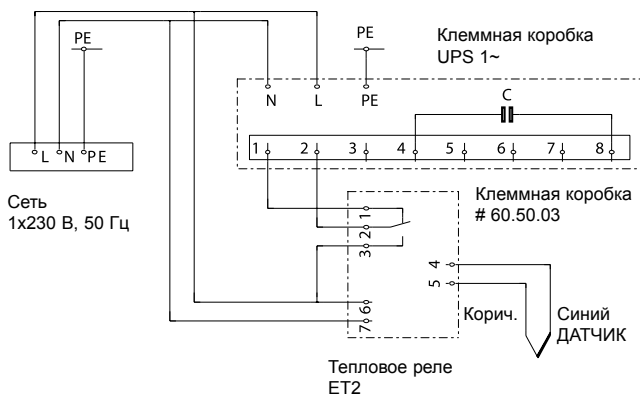 PE
PE
Клеммная коробка
UPS 1~
N L PE
C
1 2 3 4 5 6 7 8
L N PE
Сеть
1x230 В, 50 Гц
Клеммная коробка
# 60.50.03
1
2
3
4
5
6
7
Корич.
Синий
ДАТЧИК
Тепловое реле
ET2